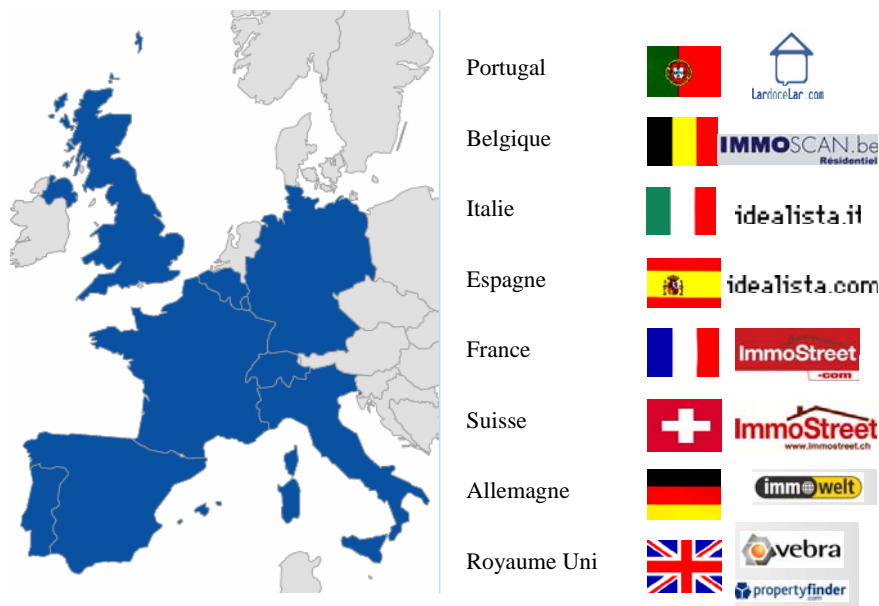 Portugal
LardoceLar.com
Belgique
IMMOSCAN.be
Résidentiel
Italie
idealista.it
Espagne
idealista.com
France
ImmoStreet
.com
Suisse
ImmoStreet
www.immostreet.ch
Allemagne
immowelt
Royaume Uni
vebra
propertyfinder
.com